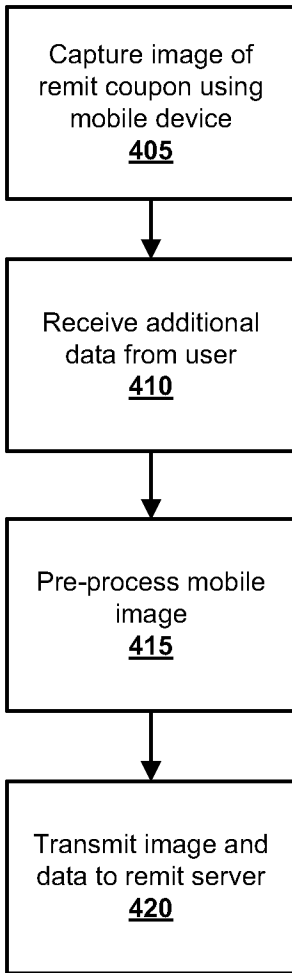 Capture image of
remit coupon using
mobile device
405
Receive additional
data from user
410
Pre-process mobile
image
415
Transmit image and
data to remit server
420